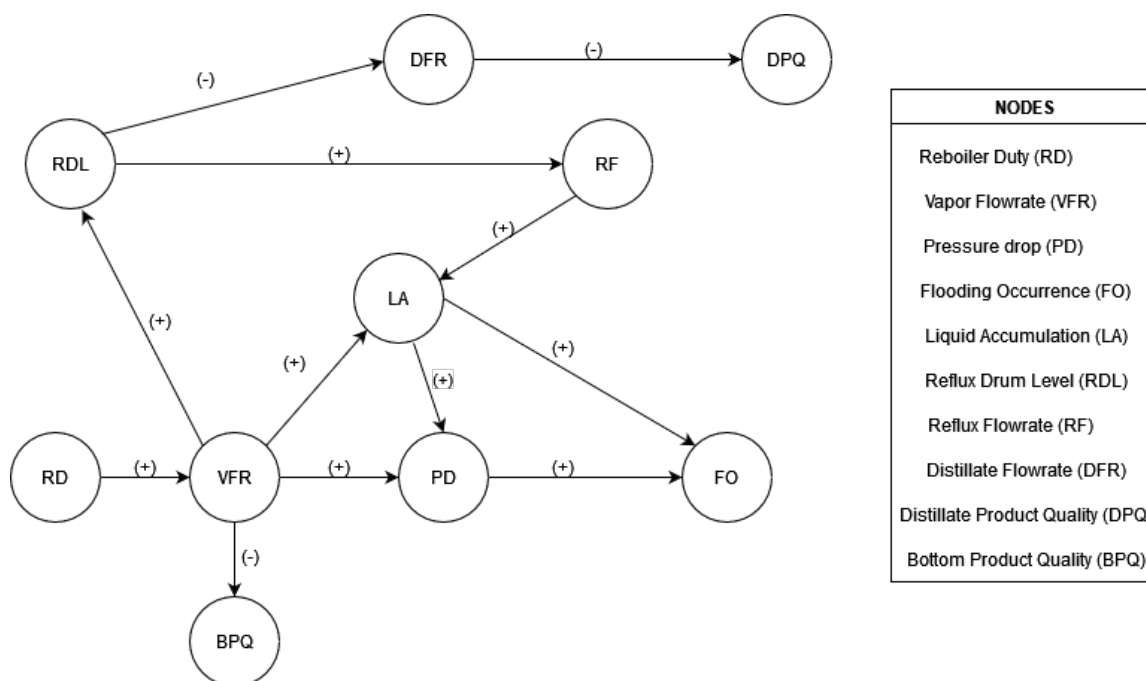 DFR
(-)
DPQ
(-)
RDL
(+)
RF
(+)
LA
(+)
(+)
(+)
(+)
RD
(+)
VFR
(+)
PD
(+)
FO
(-)
BPQ
NODES
Reboiler Duty (RD)
Vapor Flowrate (VFR)
Pressure drop (PD)
Flooding Occurrence (FO)
Liquid Accumulation (LA)
Reflux Drum Level (RDL)
Reflux Flowrate (RF)
Distillate Flowrate (DFR)
Distillate Product Quality (DPQ
Bottom Product Quality (BPQ)